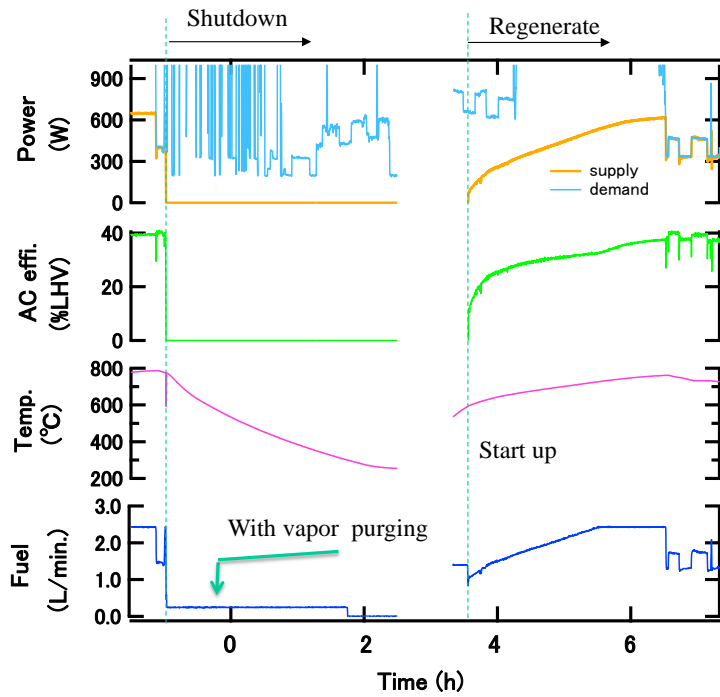 Shutdown
Regenerate
900
600
300
0
Power
(W)
supply
demand
40
20
0
AC effi.
(%LHV)
800
600
400
200
Temp.
(℃)
Start up
3.0
2.0
1.0
0.0
Fuel
(L/min.)
With vapor purging
0 2 4 6
Time (h)